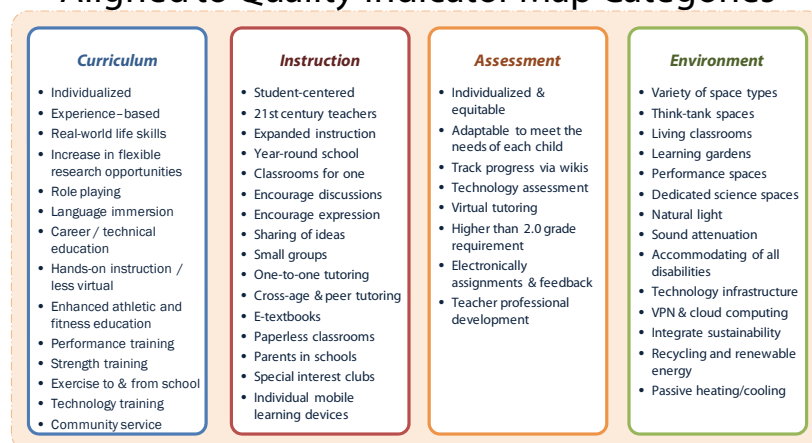 Aligned to Quality Indicator Map Categories
Curriculum
• Individualized
• Experience–based
• Real-world life skills
• Increase in flexible
research opportunities
• Role playing
• Language immersion
• Career / technical
education
• Hands-on instruction /
less virtual
• Enhanced athletic and
fitness education
• Performance training
• Strength training
• Exercise to & from school
• Technology training
• Community service
Instruction
• Student-centered
• 21st century teachers
• Expanded instruction
• Year-round school
• Classrooms for one
• Encourage discussions
• Encourage expression
• Sharing of ideas
• Small groups
• One-to-one tutoring
• Cross-age & peer tutoring
• E-textbooks
• Paperless classrooms
• Parents in schools
• Special interest clubs
• Individual mobile
learning devices
Assessment
• Individualized &
equitable
• Adaptable to meet the
needs of each child
• Track progress via wikis
• Technology assessment
• Virtual tutoring
• Higher than 2.0 grade
requirement
• Electronically
assignments & feedback
• Teacher professional
development
Environment
• Variety of space types
• Think-tank spaces
• Living classrooms
• Learning gardens
• Performance spaces
• Dedicated science spaces
• Natural light
• Sound attenuation
• Accommodating of all
disabilities
• Technology infrastructure
• VPN & cloud computing
• Integrate sustainability
• Recycling and renewable
energy
• Passive heating/cooling